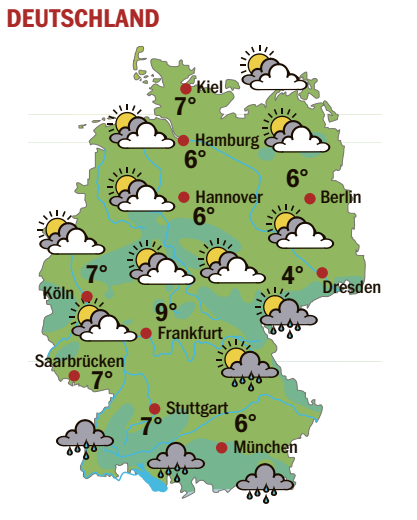 DEUTSCHLAND
Kiel
7°
Hamburg
6°
6°
Hannover
Berlin
6°
7°
4°
Köln
Dresden
9°
Frankfurt
Saarbrücken
7°
Stuttgart
7°
6°
München